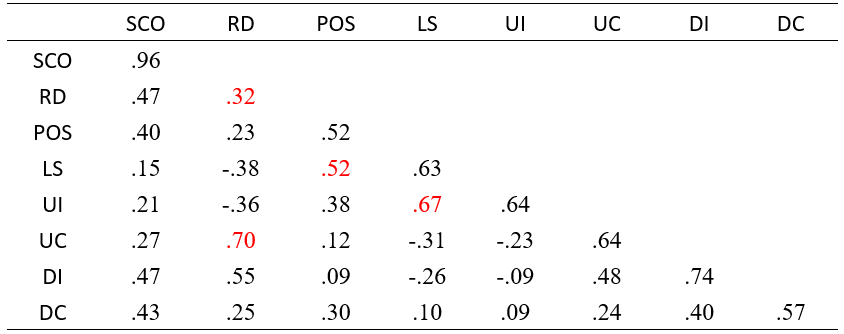 SCO RD POS LS UI UC DI DC
SCO .96
RD .47 .32
POS .40 .23 .52
LS .15 -.38 .52 .63
UI .21 -.36 .38 .67 .64
UC .27 .70 .12 -.31 -.23 .64
DI .47 .55 .09 -.26 -.09 .48 .74
DC .43 .25 .30 .10 .09 .24 .40 .57